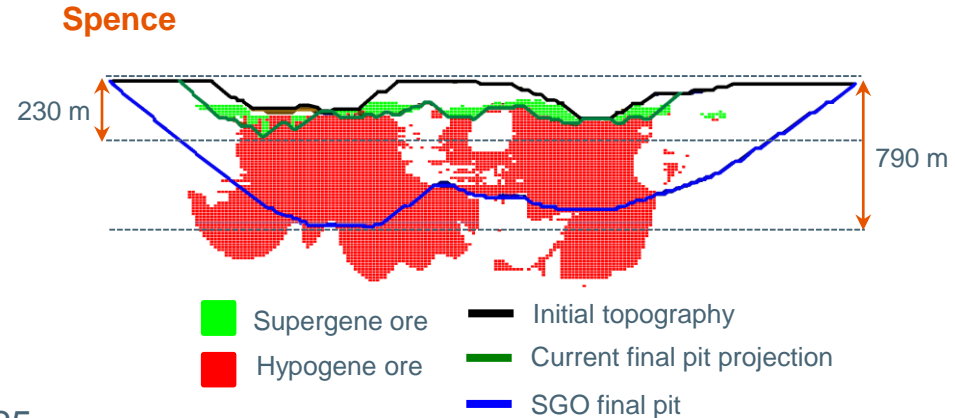 Spence
230 m
790 m
Supergene ore
Hypogene ore
Initial topography
Current final pit projection
SGO final pit